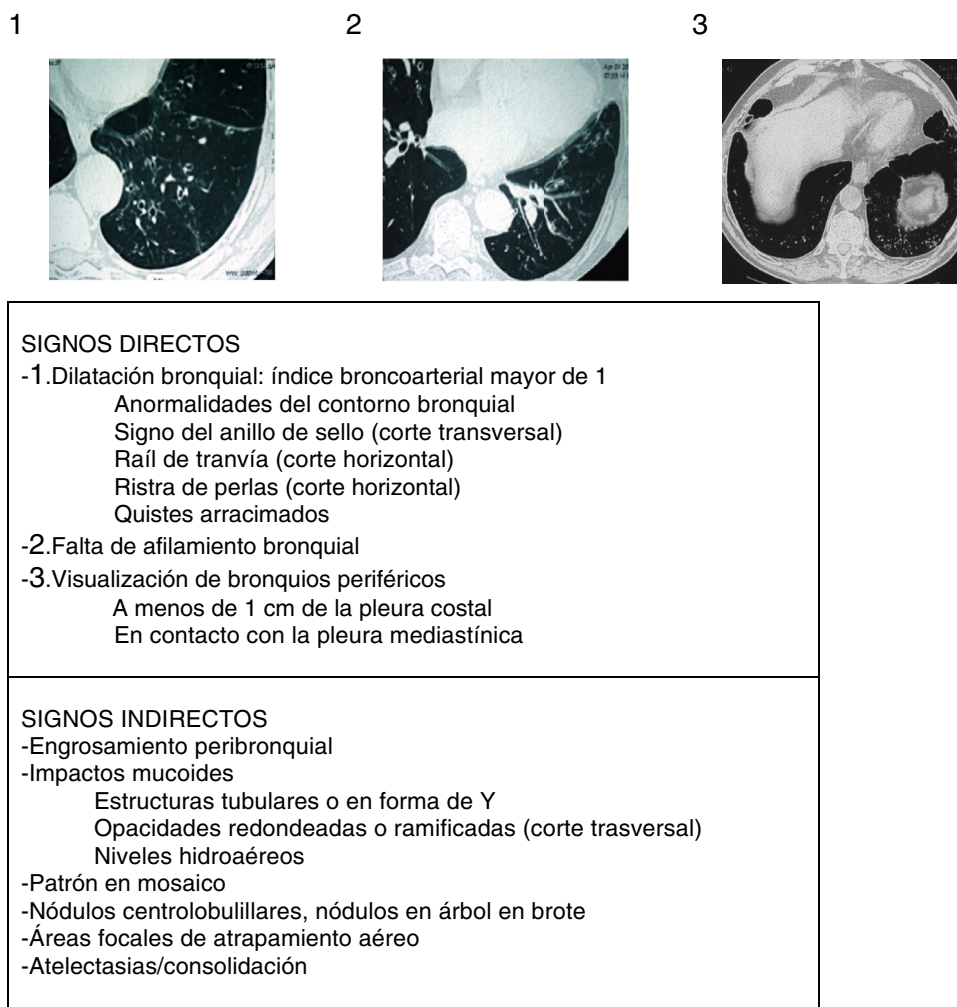 1 2 3
SIGNOS DIRECTOS
-1.Dilatación bronquial: índice broncoarterial mayor de 1
Anormalidades del contorno bronquial
Signo del anillo de sello (corte transversal)
Raíl de tranvía (corte horizontal)
Ristra de perlas (corte horizontal)
Quistes arracimados
-2.Falta de afilamiento bronquial
-3.Visualización de bronquios periféricos
A menos de 1 cm de la pleura costal
En contacto con la pleura mediastínica
SIGNOS INDIRECTOS
-Engrosamiento peribronquial
-Impactos mucoides
Estructuras tubulares o en forma de Y
Opacidades redondeadas o ramificadas (corte trasversal)
Niveles hidroaéreos
-Patrón en mosaico
-Nódulos centrolobulillares, nódulos en árbol en brote
-Áreas focales de atrapamiento aéreo
-Atelectasias/consolidación